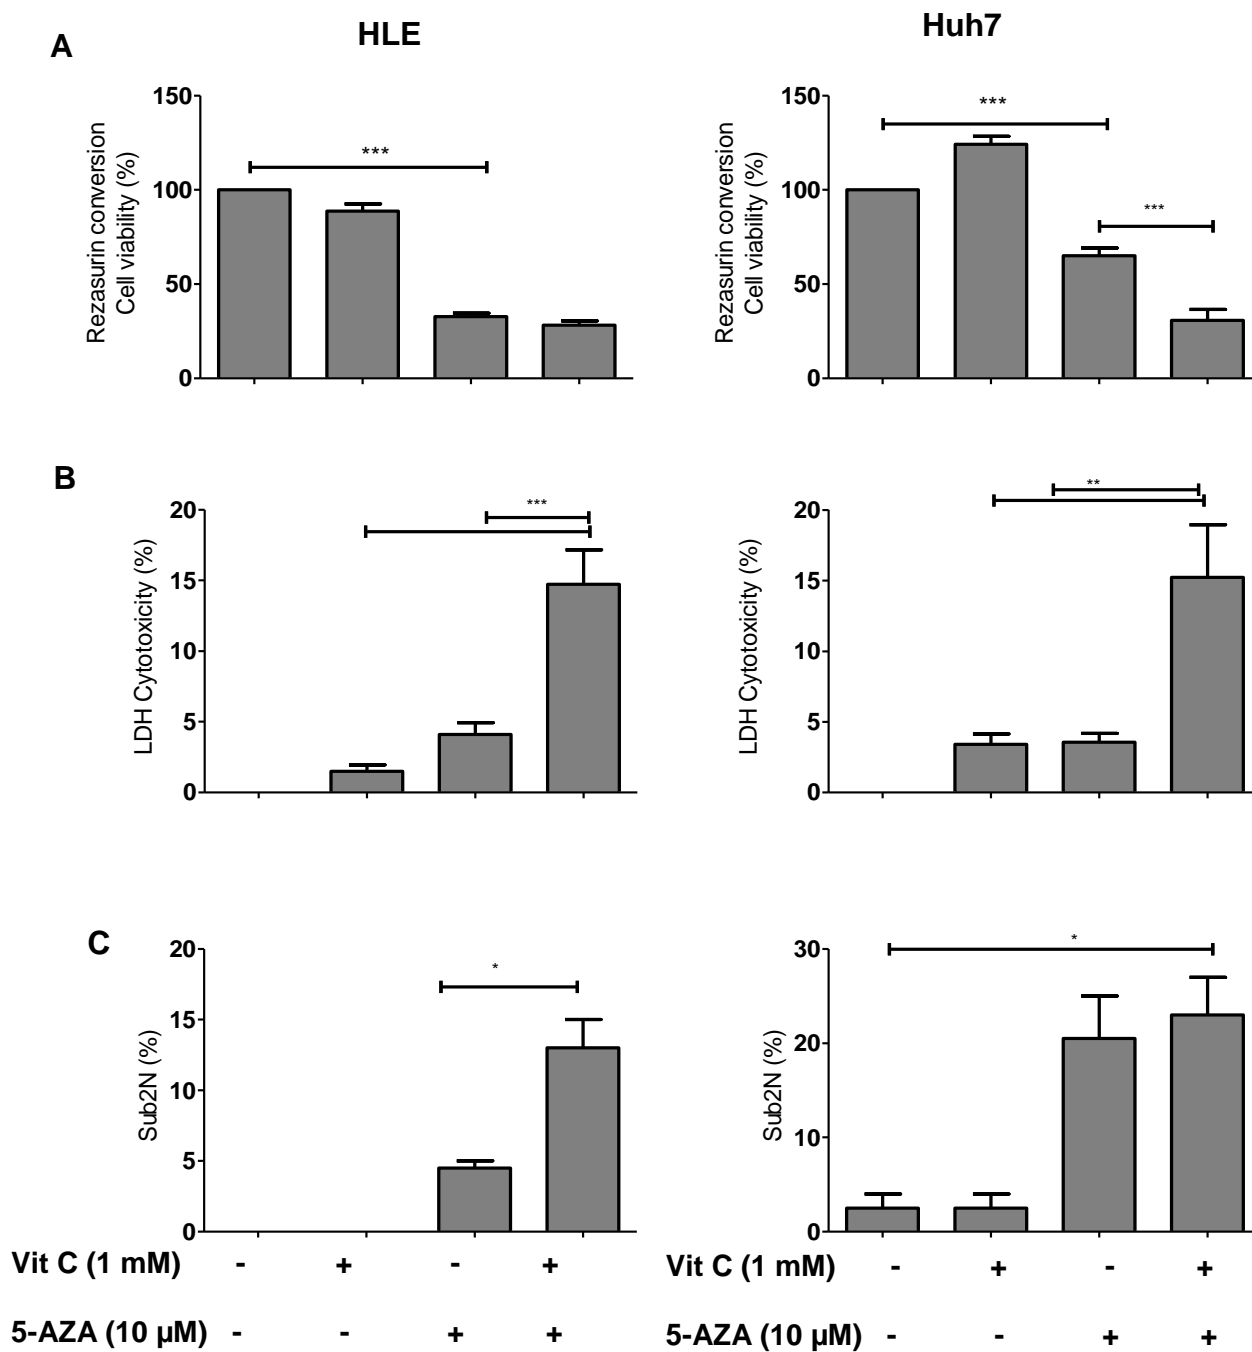 HLE
Huh7
A
150
100
50
0
Rezasurin conversion
Cell viability (%)
***
150
100
50
0
Rezasurin conversion
Cell viability (%)
***
***
B
20
15
10
5
0
LDH Cytotoxicity (%)
***
20
15
10
5
0
LDH Cytotoxicity (%)
**
C
20
15
10
5
0
Sub2N (%)
*
30
20
10
0
Sub2N (%)
*
Vit C (1 mM) - + - +
5-AZA (10 µM) - - + +
Vit C (1 mM) - + - +
5-AZA (10 µM) - - + +